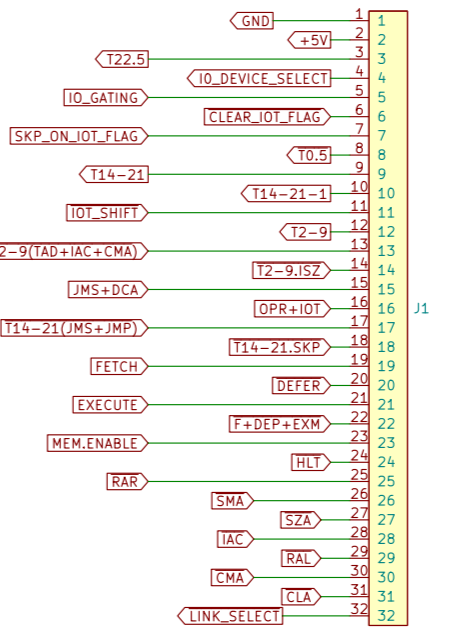 GND 1 1
+5V 2 2
T22.5 3 3
IO_DEVICE_SELECT 4 4
IO_GATING 5 5
CLEAR_IOT_FLAG 6 6
SKP_ON_IOT_FLAG 7 7
T0.5 8 8
T14-21 9 9
T14-21-1 10 10
IOT_SHIFT 11 11
T2-9 12 12
2-9(TAD+IAC+CMA) 13 13
T2-9.ISZ 14 14
JMS+DCA 15 15
OPR+IOT 16 16
J1
T14-21(JMS+JMP) 17 17
T14-21.SKP 18 18
FETCH 19 19
DEFER 20 20
EXECUTE 21 21
F+DEP+EXM 22 22
MEM.ENABLE 23 23
HLT 24 24
RAR 25 25
SMA 26 26
SZA 27 27
IAC 28 28
RAL 29 29
CMA 30 30
CLA 31 31
LINK_SELECT 32 32